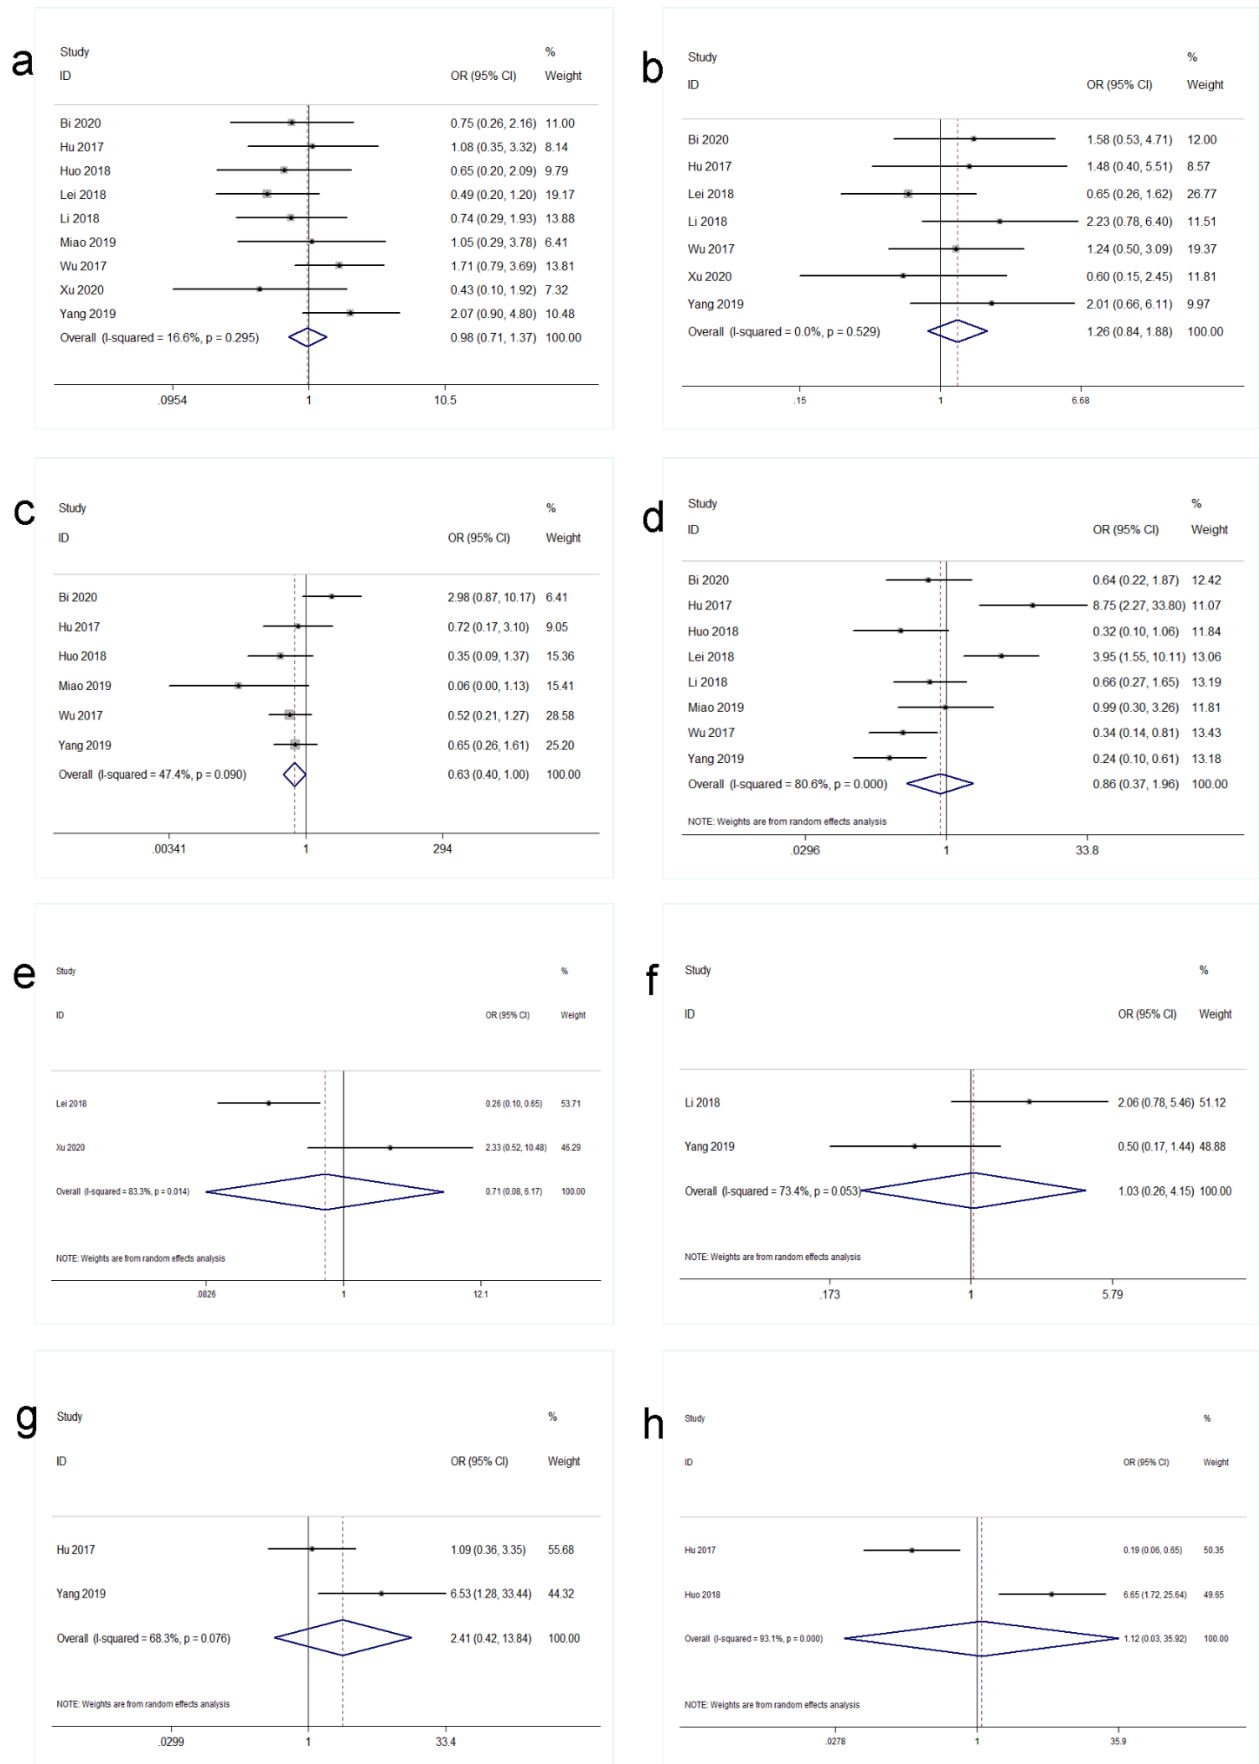 a
Study %
ID OR (95% CI) Weight
Bi 2020 0.75 (0.26, 2.16) 11.00
Hu 2017 1.08 (0.35, 3.32) 8.14
Huo 2018 0.65 (0.20, 2.09) 9.79
Lei 2018 0.49 (0.20, 1.20) 19.17
Li 2018 0.74 (0.29, 1.93) 13.88
Miao 2019 1.05 (0.29, 3.78) 6.41
Wu 2017 1.71 (0.79, 3.69) 13.81
Xu 2020 0.43 (0.10, 1.92) 7.32
Yang 2019 2.07 (0.90, 4.80) 10.48
Overall (I-squared = 16.6%, p = 0.295) 0.98 (0.71, 1.37) 100.00
.0954 1 10.5
b
Study %
ID OR (95% CI) Weight
Bi 2020 1.58 (0.53, 4.71) 12.00
Hu 2017 1.48 (0.40, 5.51) 8.57
Lei 2018 0.65 (0.26, 1.62) 26.77
Li 2018 2.23 (0.78, 6.40) 11.51
Wu 2017 1.24 (0.50, 3.09) 19.37
Xu 2020 0.60 (0.15, 2.45) 11.81
Yang 2019 2.01 (0.66, 6.11) 9.97
Overall (I-squared = 0.0%, p = 0.529) 1.26 (0.84, 1.88) 100.00
.15 1 6.68
c
Study %
ID OR (95% CI) Weight
Bi 2020 2.98 (0.87, 10.17) 6.41
Hu 2017 0.72 (0.17, 3.10) 9.05
Huo 2018 0.35 (0.09, 1.37) 15.36
Miao 2019 0.06 (0.00, 1.13) 15.41
Wu 2017 0.52 (0.21, 1.27) 28.58
Yang 2019 0.65 (0.26, 1.61) 25.20
Overall (I-squared = 47.4%, p = 0.090) 0.63 (0.40, 1.00) 100.00
.00341 1 294
d
Study %
ID OR (95% CI) Weight
Bi 2020 0.64 (0.22, 1.87) 12.42
Hu 2017 8.75 (2.27, 33.80) 11.07
Huo 2018 0.32 (0.10, 1.06) 11.84
Lei 2018 3.95 (1.55, 10.11) 13.06
Li 2018 0.66 (0.27, 1.65) 13.19
Miao 2019 0.99 (0.30, 3.26) 11.81
Wu 2017 0.34 (0.14, 0.81) 13.43
Yang 2019 0.24 (0.10, 0.61) 13.18
Overall (I-squared = 80.6%, p = 0.000) 0.86 (0.37, 1.96) 100.00
NOTE: Weights are from random effects analysis
.0296 1 33.8
e
Study %
ID OR (95% CI) Weight
Lei 2018 0.26 (0.10, 0.65) 53.71
Xu 2020 2.33 (0.52, 10.48) 46.29
Overall (I-squared = 83.3%, p = 0.014) 0.71 (0.08, 6.17) 100.00
NOTE: Weights are from random effects analysis
.0826 1 12.1
f
Study %
ID OR (95% CI) Weight
Li 2018 2.06 (0.78, 5.46) 51.12
Yang 2019 0.50 (0.17, 1.44) 48.88
Overall (I-squared = 73.4%, p = 0.053) 1.03 (0.26, 4.15) 100.00
NOTE: Weights are from random effects analysis
.173 1 5.79
g
Study %
ID OR (95% CI) Weight
Hu 2017 1.09 (0.36, 3.35) 55.68
Yang 2019 6.53 (1.28, 33.44) 44.32
Overall (I-squared = 68.3%, p = 0.076) 2.41 (0.42, 13.84) 100.00
NOTE: Weights are from random effects analysis
.0299 1 33.4
h
Study %
ID OR (95% CI) Weight
Hu 2017 0.19 (0.06, 0.65) 50.35
Huo 2018 6.65 (1.72, 25.64) 49.65
Overall (I-squared = 93.1%, p = 0.000) 1.12 (0.03, 35.92) 100.00
NOTE: Weights are from random effects analysis
.0278 1 35.9